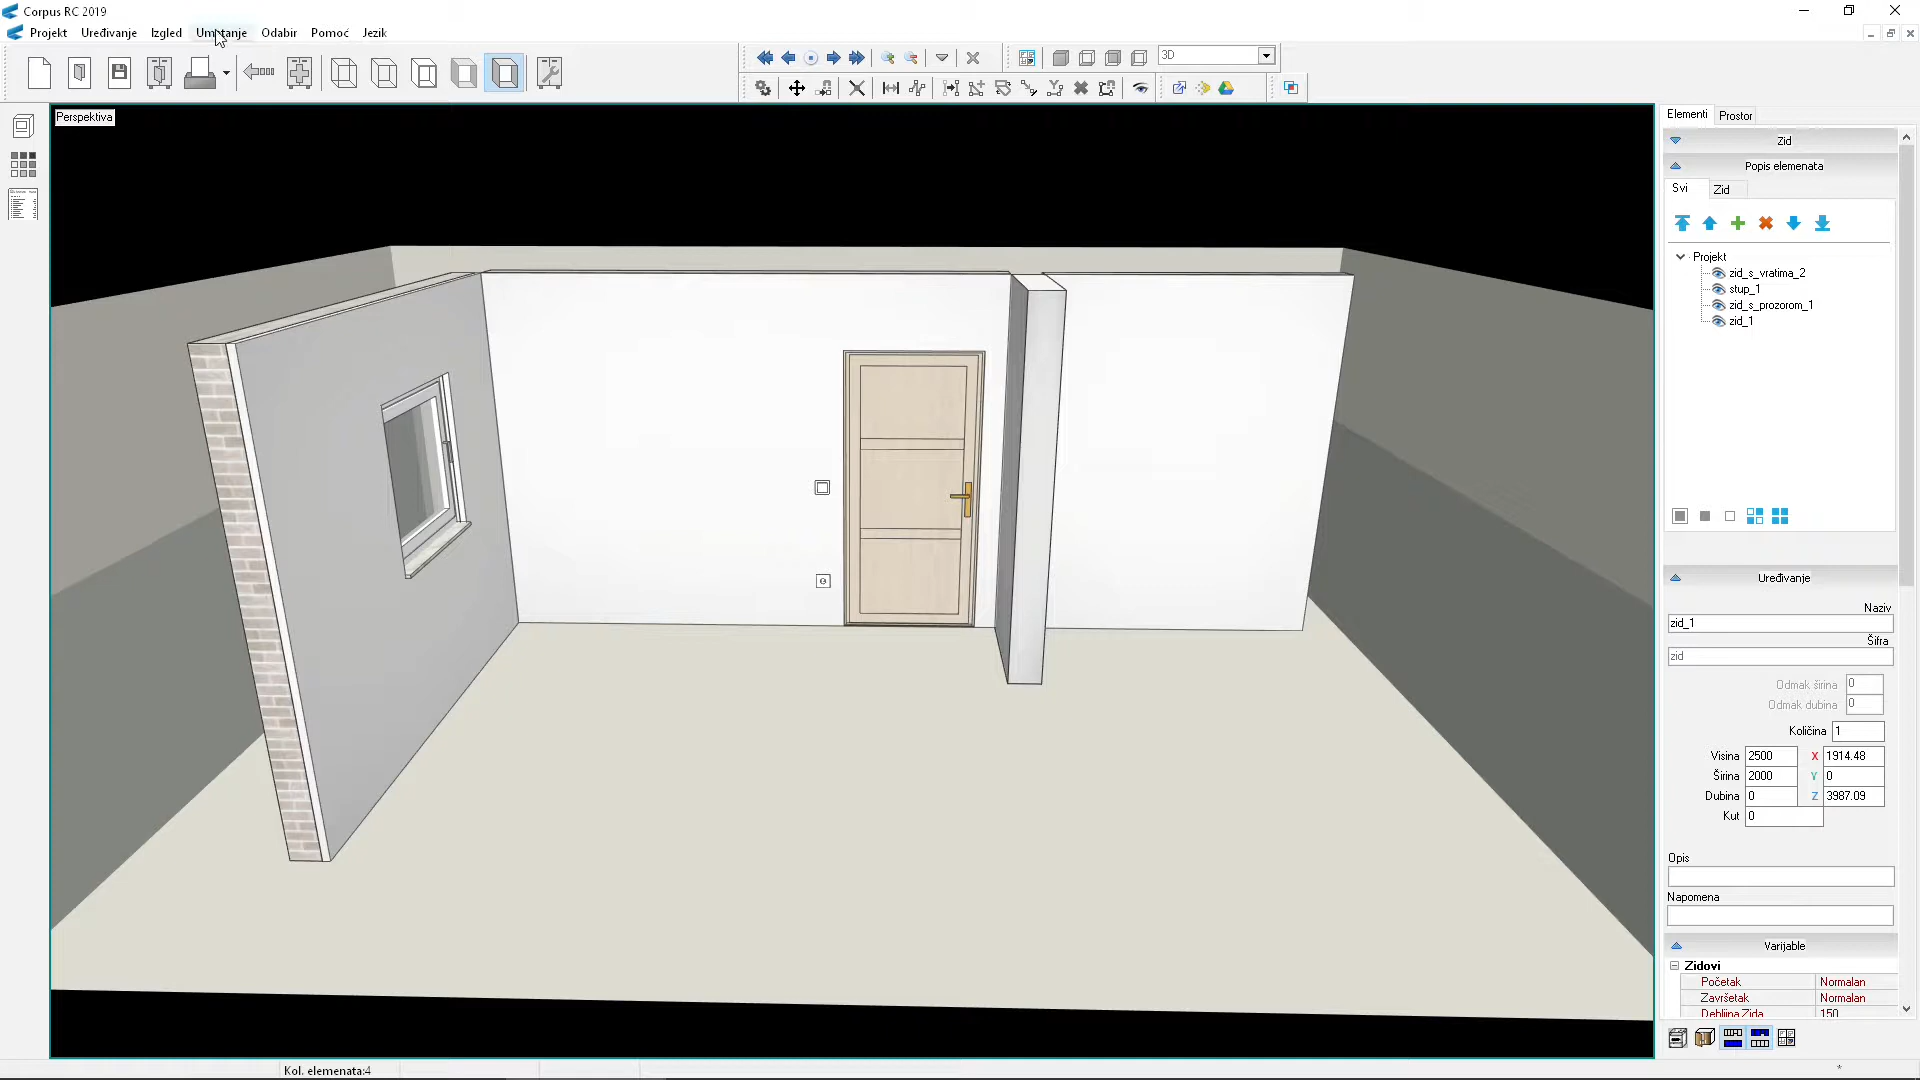 Corpus RC 2019
Projekt Uređivanje Izgled Umetanje Odabir Pomoć Jezik
3D
Perspektiva
Elementi Prostor
Zid
Popis elemenata
Svi Zid
Projekt
zid_s_vratima_2
stup_1
zid_s_prozorom_1
zid_1
Uređivanje
Naziv
zid_1
Šifra
zid
Odmak širina 0
Odmak dubina 0
Količina 1
Visina 2500 X 1914.48
Širina 2000 Y 0
Dubina 0 Z 3987.09
Kut 0
Opis
Napomena
Varijable
Zidovi
Početak Normalan
Završetak Normalan
Debljina Zida 150
Kol. elemenata:4
*